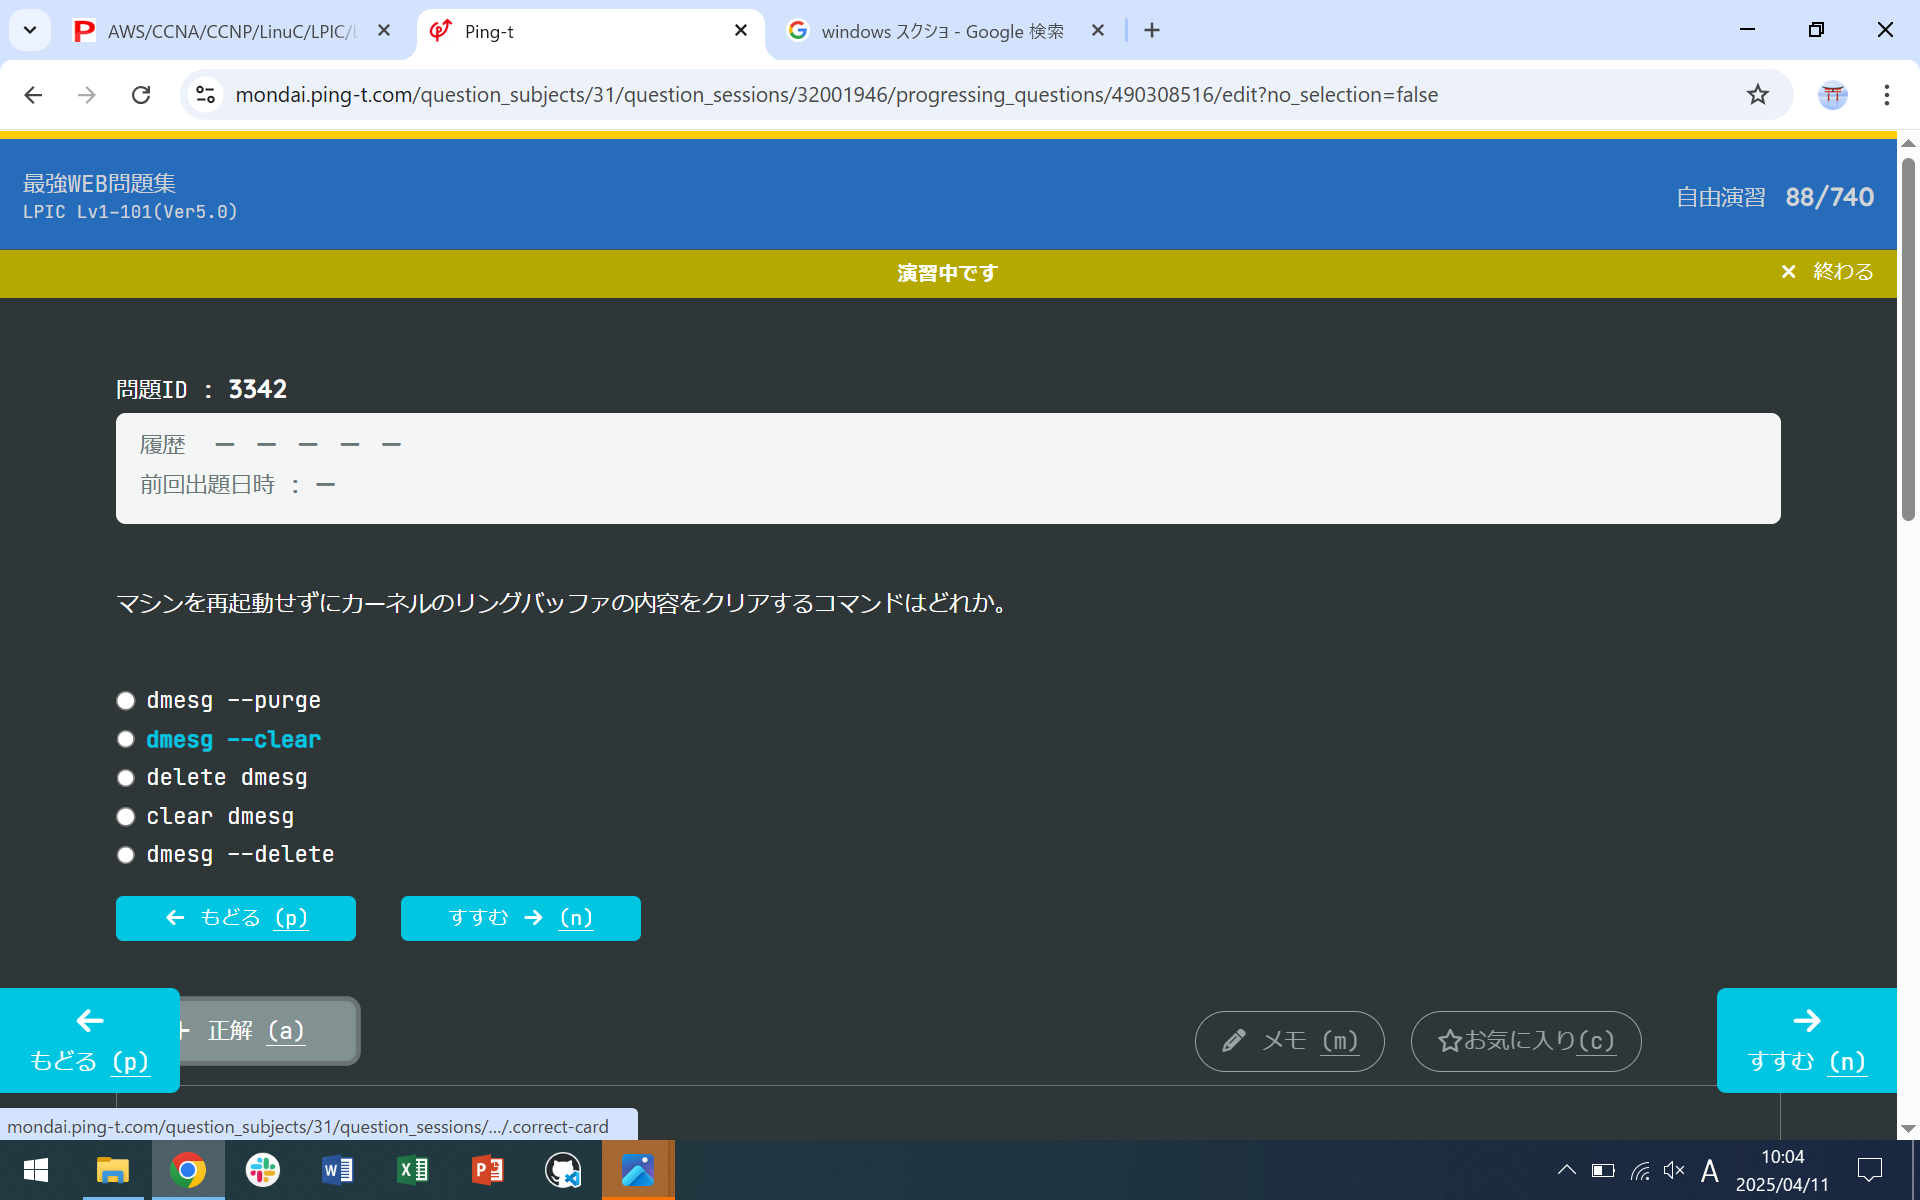 AWS/CCNA/CCNP/LinuC/LPIC/L
Ping-t
windows スクショ - Google 検索
mondai.ping-t.com/question_subjects/31/question_sessions/32001946/progressing_questions/490308516/edit?no_selection=false
最強WEB問題集
LPIC Lv1-101(Ver5.0)
自由演習 88/740
演習中です
× 終わる
問題ID : 3342
履歴 ー ー ー ー ー
前回出題日時 : ー
マシンを再起動せずにカーネルのリングバッファの内容をクリアするコマンドはどれか。
dmesg --purge
dmesg --clear
delete dmesg
clear dmesg
dmesg --delete
← もどる (p)
すすむ → (n)
← もどる (p)
+ 正解 (a)
メモ (m)
☆お気に入り(c)
→ すすむ (n)
mondai.ping-t.com/question_subjects/31/question_sessions/.../.correct-card
A
10:04
2025/04/11